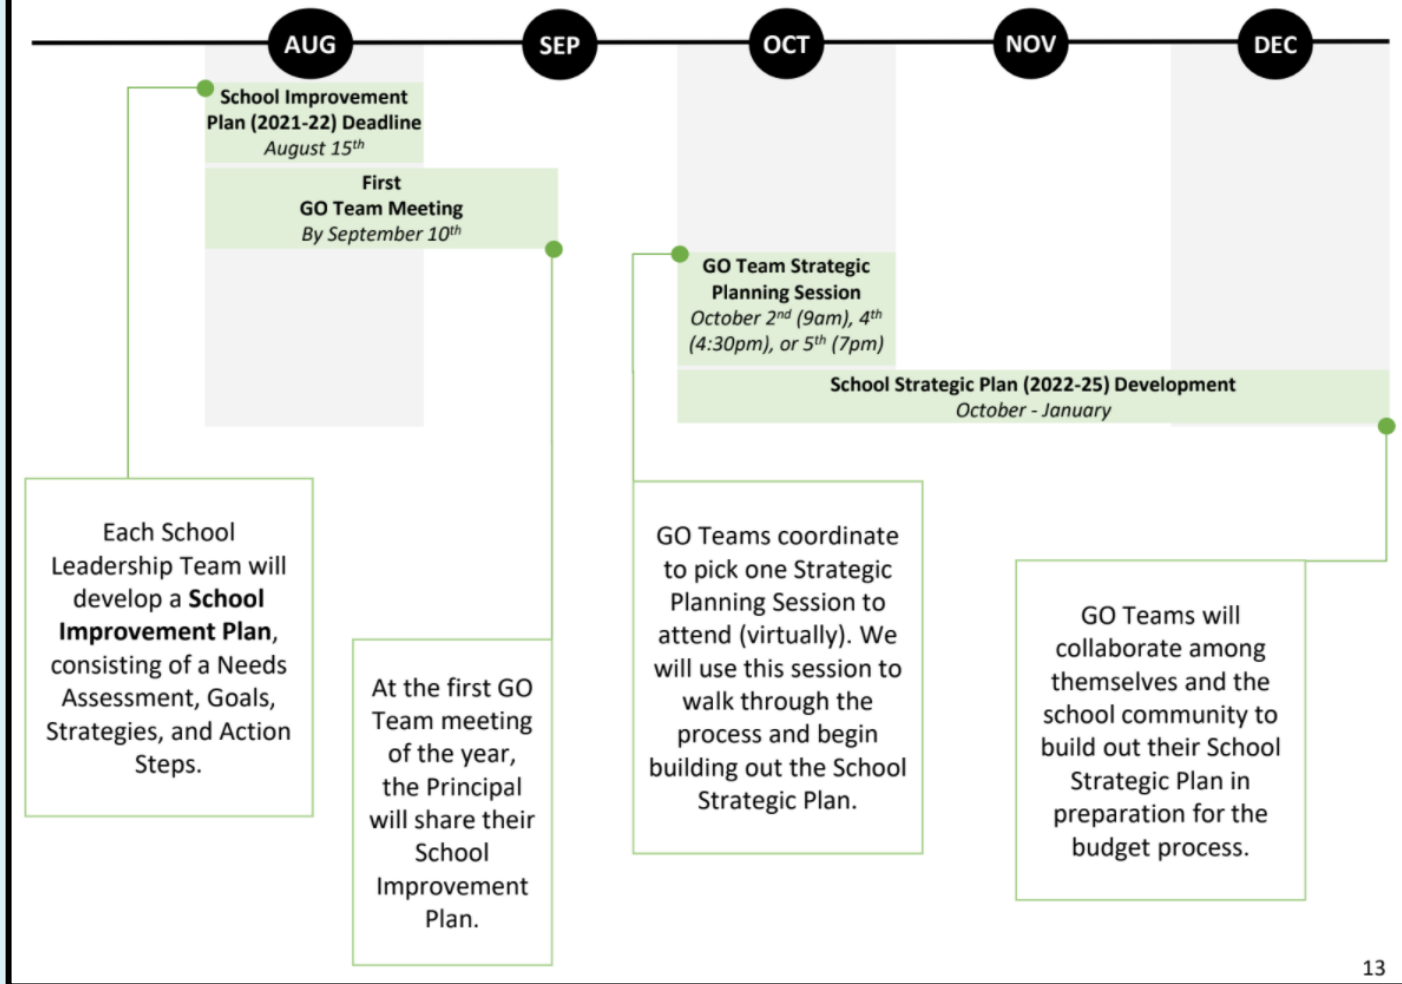 AUG
SEP
OCT
NOV
DEC
School Improvement
Plan (2021-22) Deadline
August 15th
First
GO Team Meeting
By September 10th
GO Team Strategic
Planning Session
October 2nd (9am), 4th
(4:30pm), or 5th (7pm)
School Strategic Plan (2022-25) Development
October - January
Each School
Leadership Team will
develop a School
Improvement Plan,
consisting of a Needs
Assessment, Goals,
Strategies, and Action
Steps.
At the first GO
Team meeting
of the year,
the Principal
will share their
School
Improvement
Plan.
GO Teams coordinate
to pick one Strategic
Planning Session to
attend (virtually). We
will use this session to
walk through the
process and begin
building out the School
Strategic Plan.
GO Teams will
collaborate among
themselves and the
school community to
build out their School
Strategic Plan in
preparation for the
budget process.
13